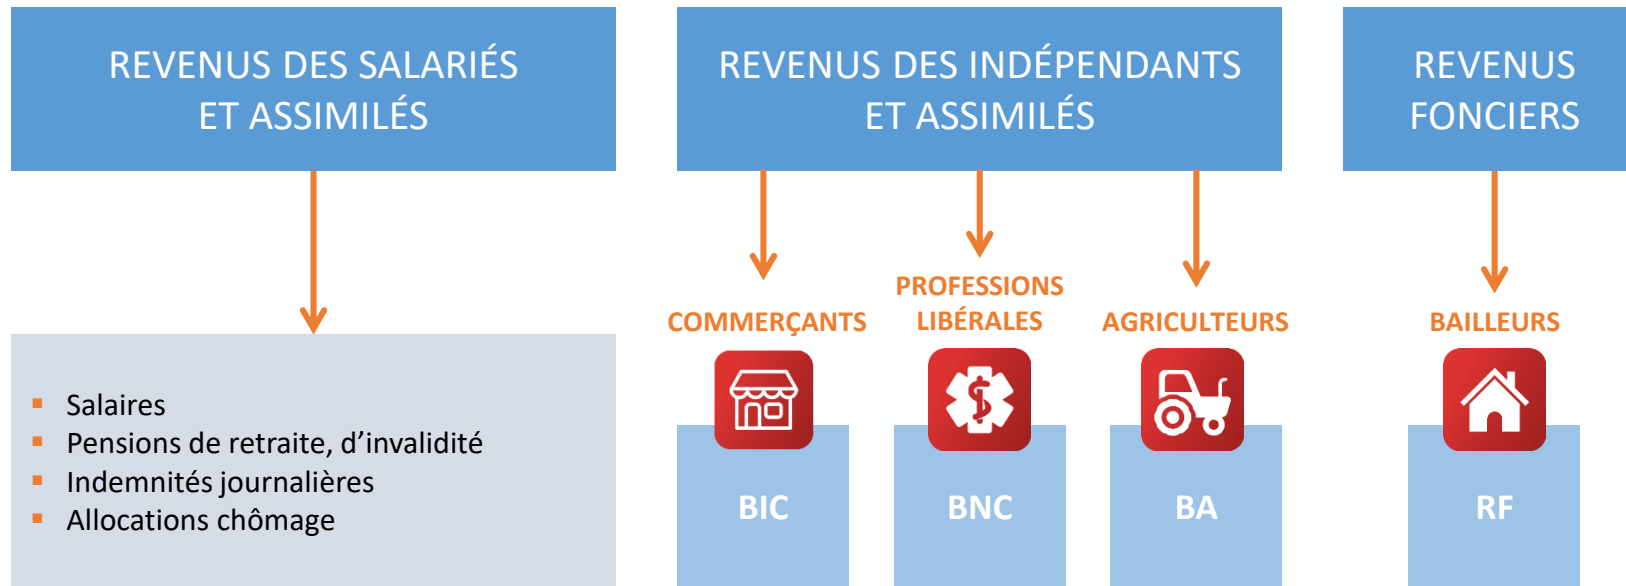 REVENUS DES SALARIÉS
ET ASSIMILÉS
REVENUS DES INDÉPENDANTS
ET ASSIMILÉS
REVENUS
FONCIERS
COMMERÇANTS
PROFESSIONS
LIBÉRALES
AGRICULTEURS
BAILLEURS
▪ Salaires
▪ Pensions de retraite, d’invalidité
▪ Indemnités journalières
▪ Allocations chômage
BIC
BNC
BA
RF